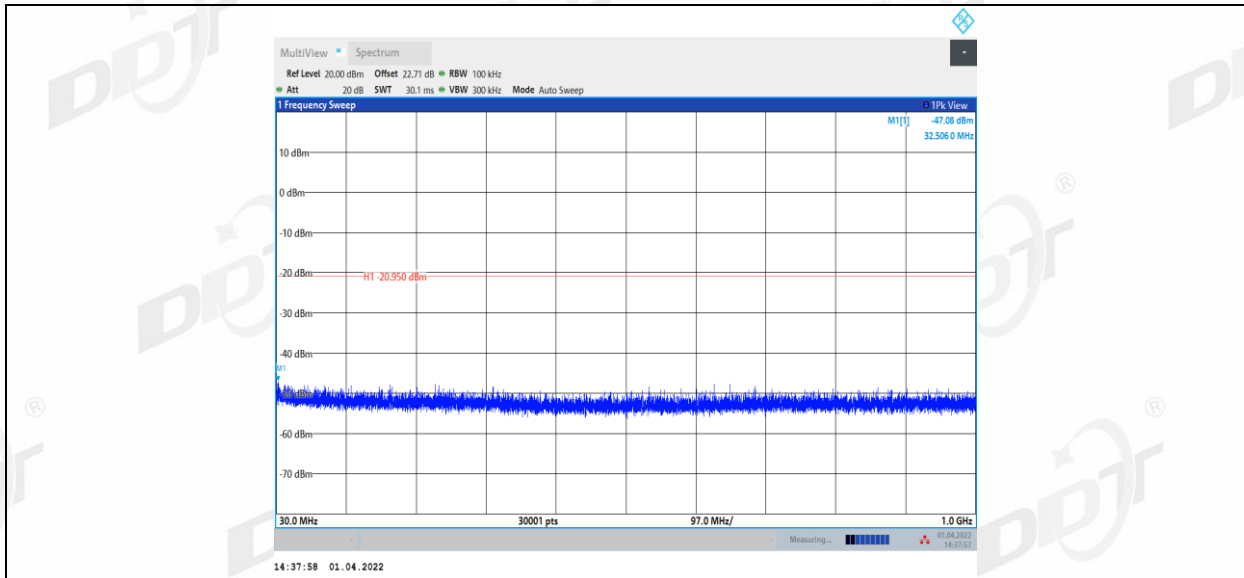 MultiView Spectrum
Ref Level 20.00 dBm Offset 22.71 dB RBW 100 kHz
Att 20 dB SWT 30.1 ms VBW 300 kHz Mode Auto Sweep
1 Frequency Sweep 1Pk View
M1[1] -47.08 dBm
32.506 0 MHz
10 dBm
0 dBm
-10 dBm
-20 dBm
H1 -20.950 dBm
-30 dBm
-40 dBm
M1
-60 dBm
-70 dBm
30.0 MHz 30001 pts 97.0 MHz/ 1.0 GHz
Measuring... 01.04.2022
14:37:57
14:37:58 01.04.2022
DDT ®